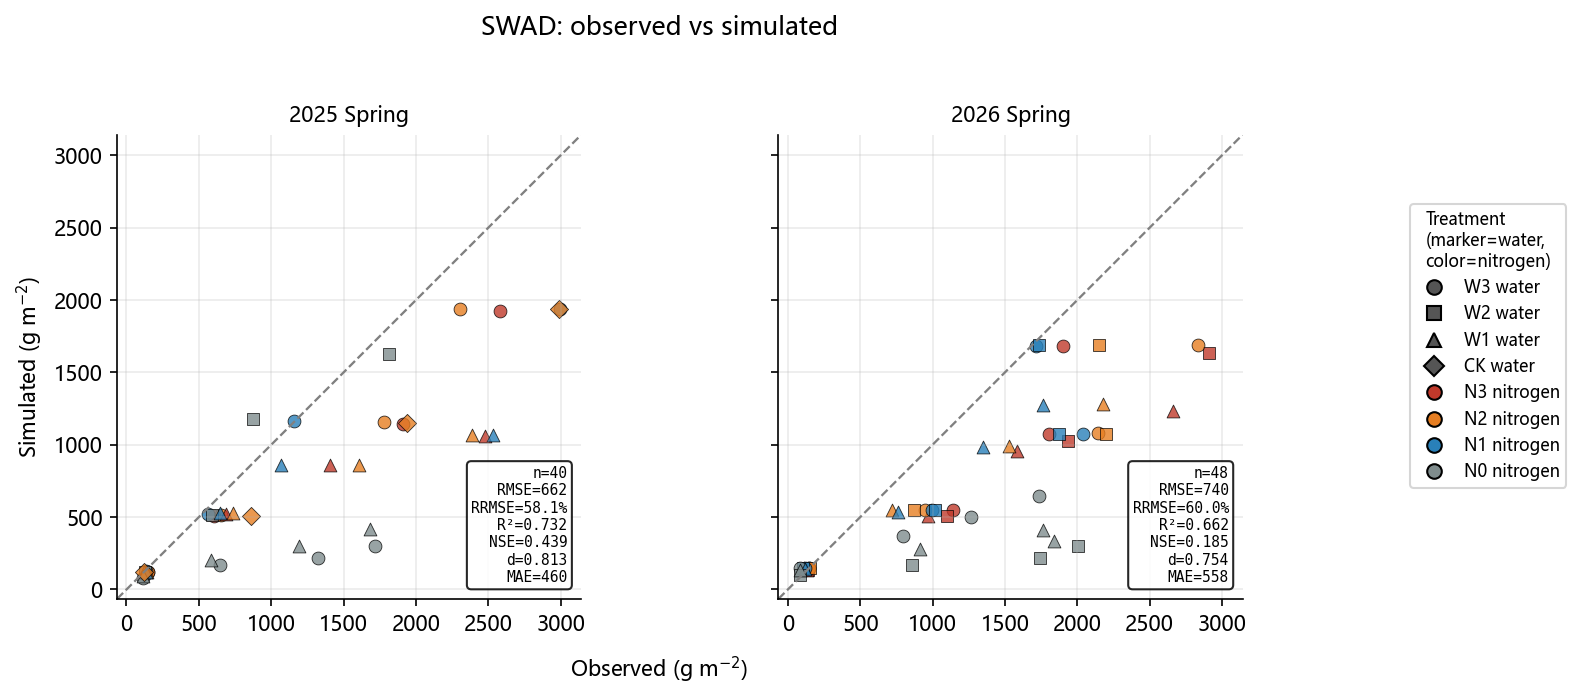 SWAD: observed vs simulated
2025 Spring
2026 Spring
Simulated (g m⁻²)
3000
2500
2000
1500
1000
500
0
0 500 1000 1500 2000 2500 3000
n=40
RMSE=662
RRMSE=58.1%
R²=0.732
NSE=0.439
d=0.813
MAE=460
0 500 1000 1500 2000 2500 3000
n=48
RMSE=740
RRMSE=60.0%
R²=0.662
NSE=0.185
d=0.754
MAE=558
Observed (g m⁻²)
Treatment
(marker=water,
color=nitrogen)
W3 water
W2 water
W1 water
CK water
N3 nitrogen
N2 nitrogen
N1 nitrogen
N0 nitrogen